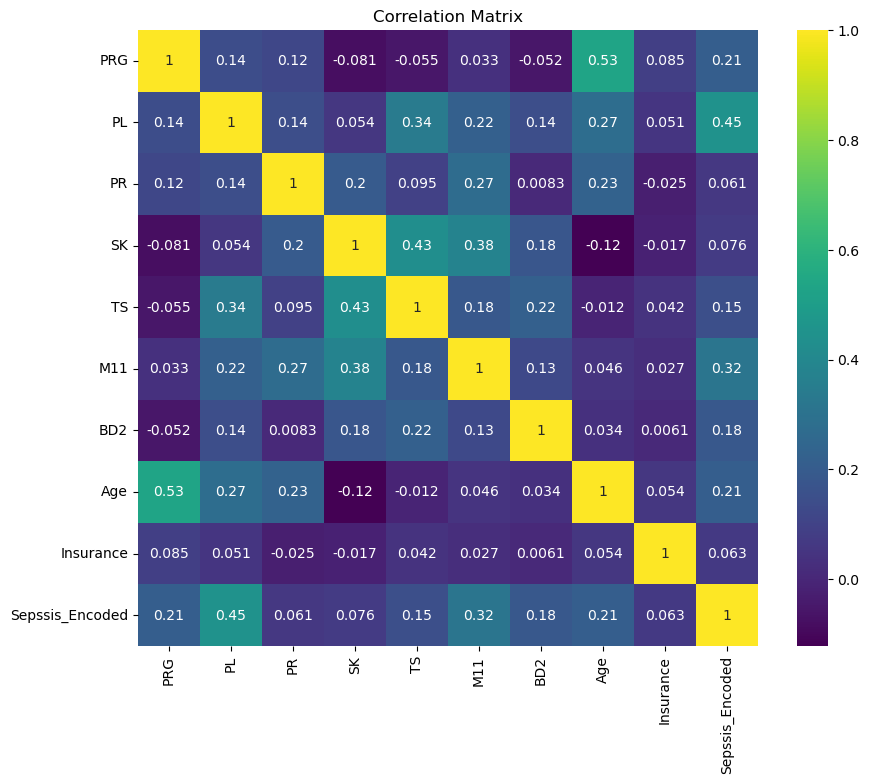 Correlation Matrix
PRG 1 0.14 0.12 -0.081 -0.055 0.033 -0.052 0.53 0.085 0.21
PL 0.14 1 0.14 0.054 0.34 0.22 0.14 0.27 0.051 0.45
PR 0.12 0.14 1 0.2 0.095 0.27 0.0083 0.23 -0.025 0.061
SK -0.081 0.054 0.2 1 0.43 0.38 0.18 -0.12 -0.017 0.076
TS -0.055 0.34 0.095 0.43 1 0.18 0.22 -0.012 0.042 0.15
M11 0.033 0.22 0.27 0.38 0.18 1 0.13 0.046 0.027 0.32
BD2 -0.052 0.14 0.0083 0.18 0.22 0.13 1 0.034 0.0061 0.18
Age 0.53 0.27 0.23 -0.12 -0.012 0.046 0.034 1 0.054 0.21
Insurance 0.085 0.051 -0.025 -0.017 0.042 0.027 0.0061 0.054 1 0.063
Sepssis_Encoded 0.21 0.45 0.061 0.076 0.15 0.32 0.18 0.21 0.063 1
PRG PL PR SK TS M11 BD2 Age Insurance Sepssis_Encoded
1.0
0.8
0.6
0.4
0.2
0.0